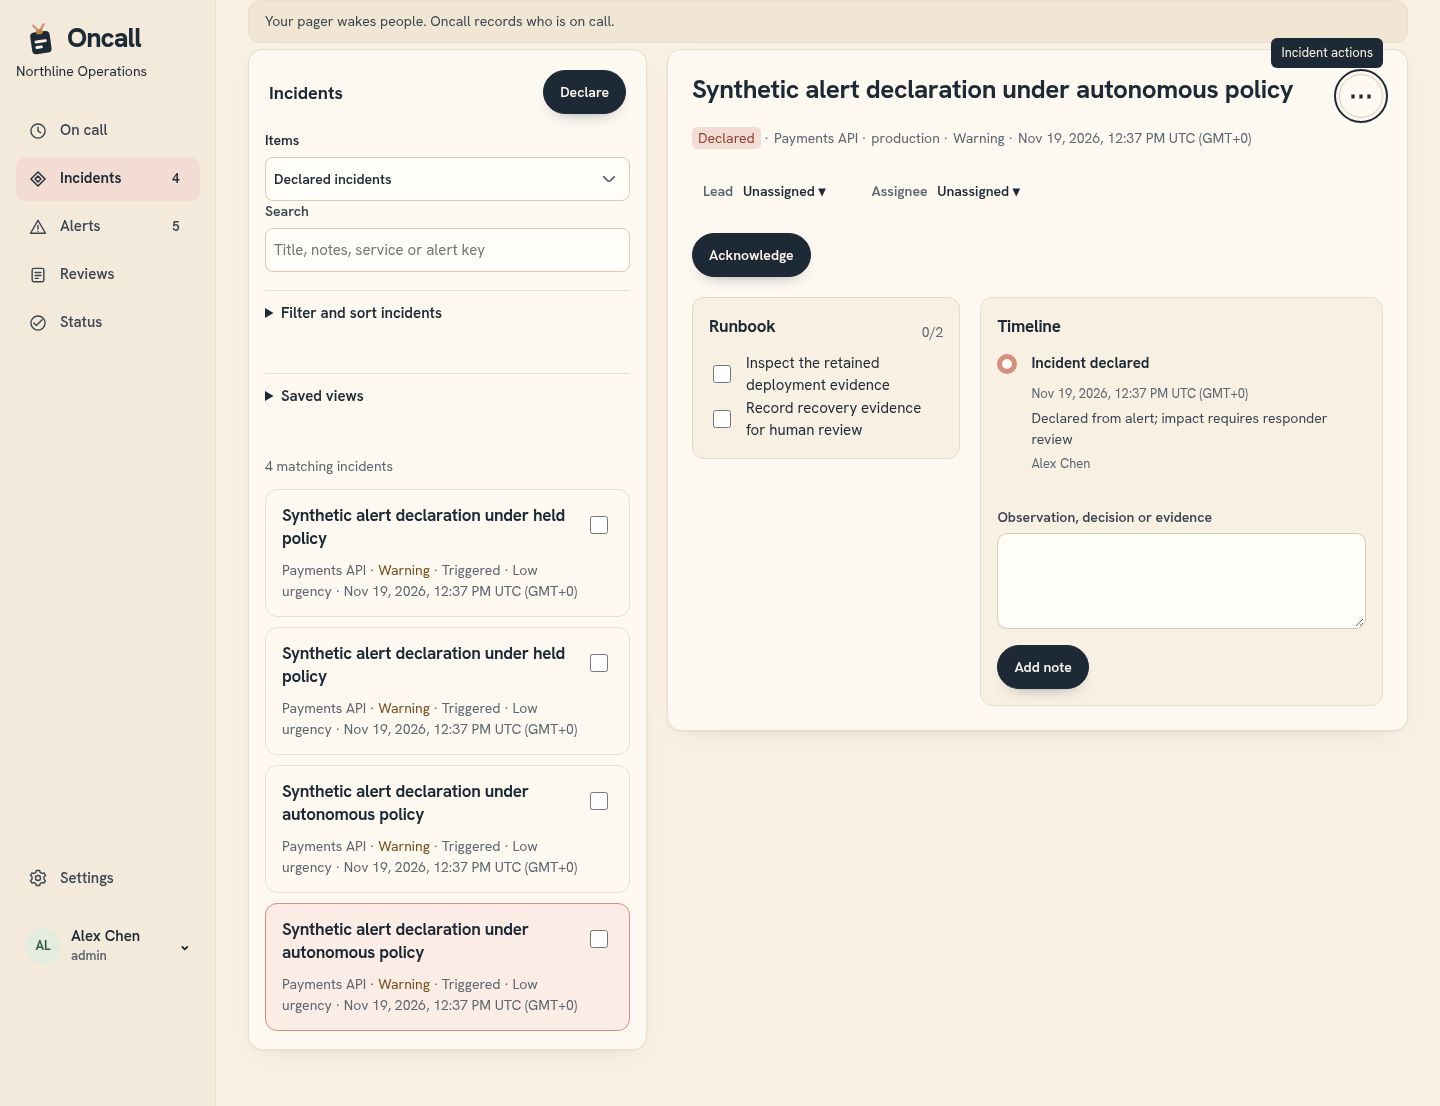 Oncall
Northline Operations
On call
Incidents 4
Alerts 5
Reviews
Status
Settings
AL
Alex Chen
admin
Your pager wakes people. Oncall records who is on call.
Incidents
Declare
Items
Declared incidents
Search
Title, notes, service or alert key
Filter and sort incidents
Saved views
4 matching incidents
Synthetic alert declaration under held
policy
Payments API · Warning · Triggered · Low
urgency · Nov 19, 2026, 12:37 PM UTC (GMT+0)
Synthetic alert declaration under held
policy
Payments API · Warning · Triggered · Low
urgency · Nov 19, 2026, 12:37 PM UTC (GMT+0)
Synthetic alert declaration under
autonomous policy
Payments API · Warning · Triggered · Low
urgency · Nov 19, 2026, 12:37 PM UTC (GMT+0)
Synthetic alert declaration under
autonomous policy
Payments API · Warning · Triggered · Low
urgency · Nov 19, 2026, 12:37 PM UTC (GMT+0)
Incident actions
Synthetic alert declaration under autonomous policy
Declared · Payments API · production · Warning · Nov 19, 2026, 12:37 PM UTC (GMT+0)
Lead Unassigned ▾ Assignee Unassigned ▾
Acknowledge
Runbook 0/2
Inspect the retained
deployment evidence
Record recovery evidence
for human review
Timeline
Incident declared
Nov 19, 2026, 12:37 PM UTC (GMT+0)
Declared from alert; impact requires responder
review
Alex Chen
Observation, decision or evidence
Add note